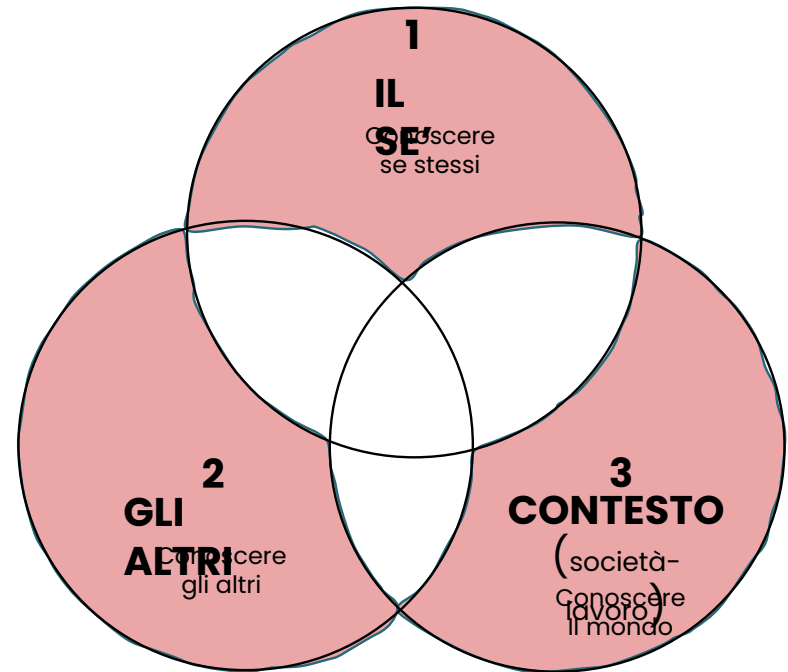 1
IL
SE’
Conoscere
se stessi
2
GLI
ALTRI
Conoscere
gli altri
3
CONTESTO
(società-
lavoro)
Conoscere
il mondo